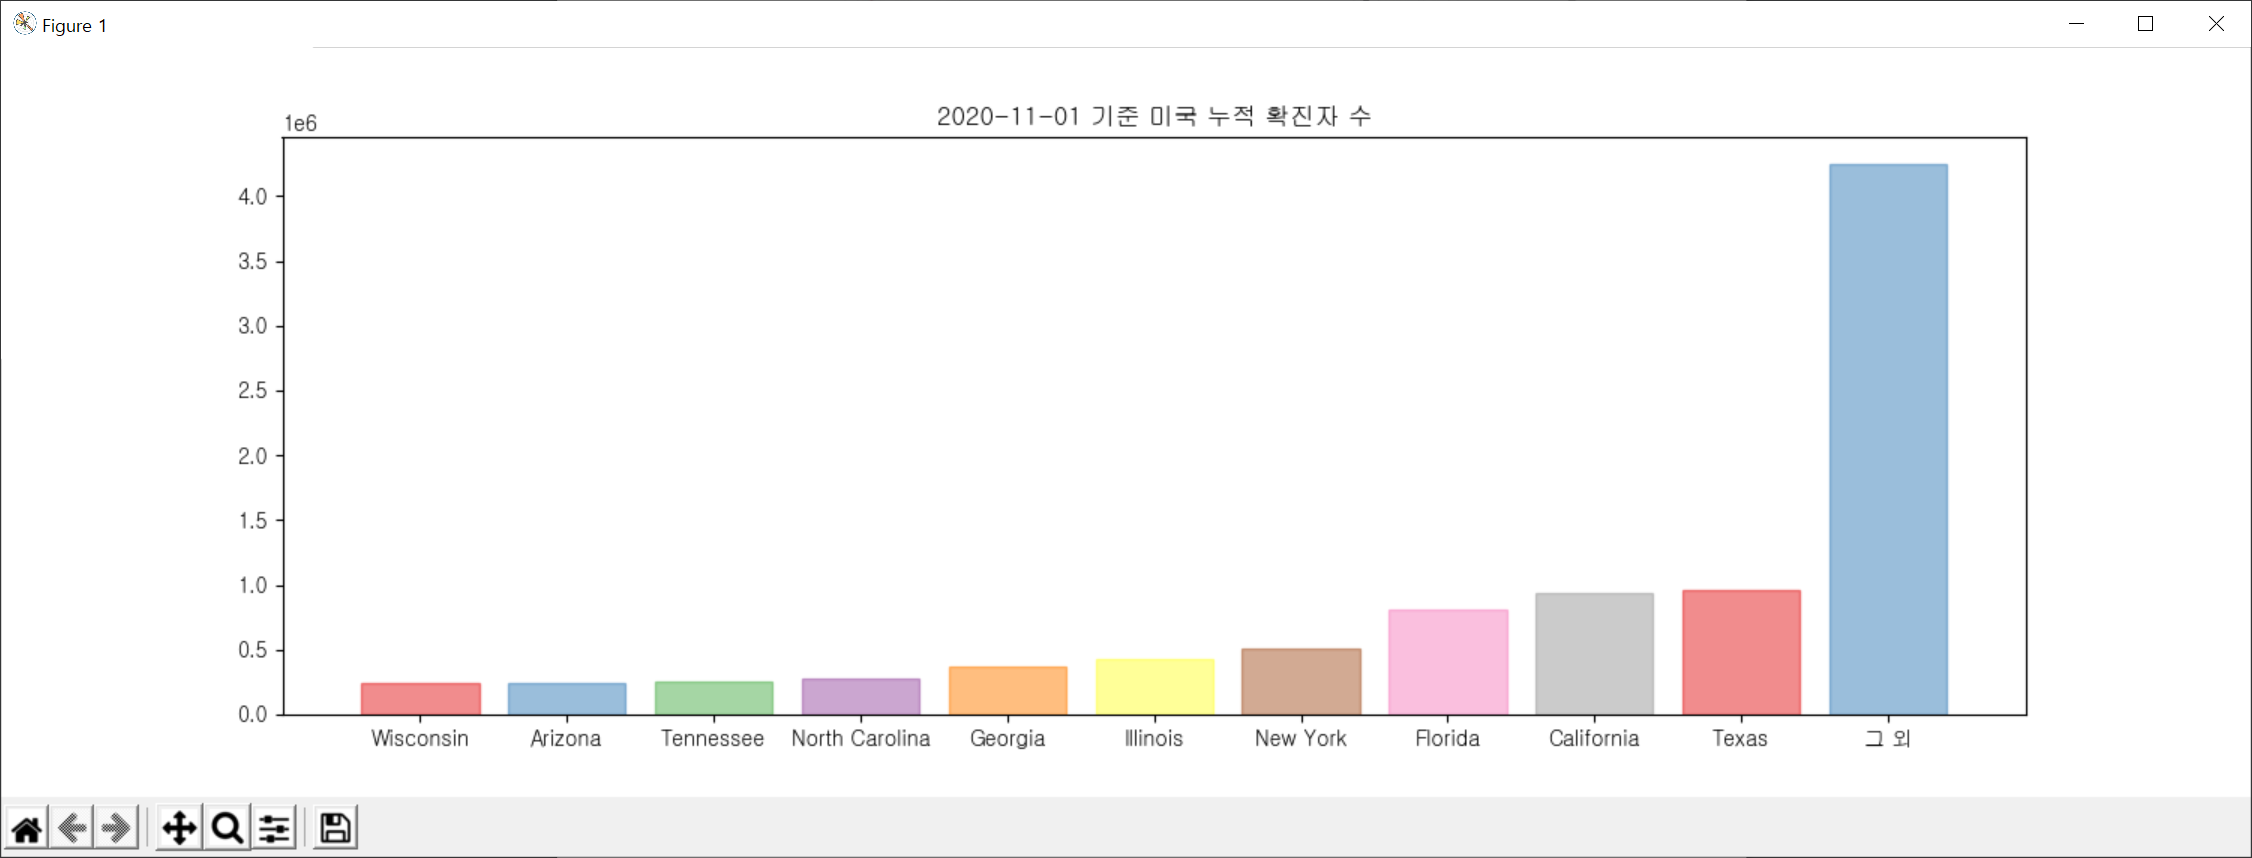 Figure 1
2020-11-01 기준 미국 누적 확진자 수
1e6
4.0
3.5
3.0
2.5
2.0
1.5
1.0
0.5
0.0
Wisconsin Arizona Tennessee North Carolina Georgia Illinois New York Florida California Texas 그 외